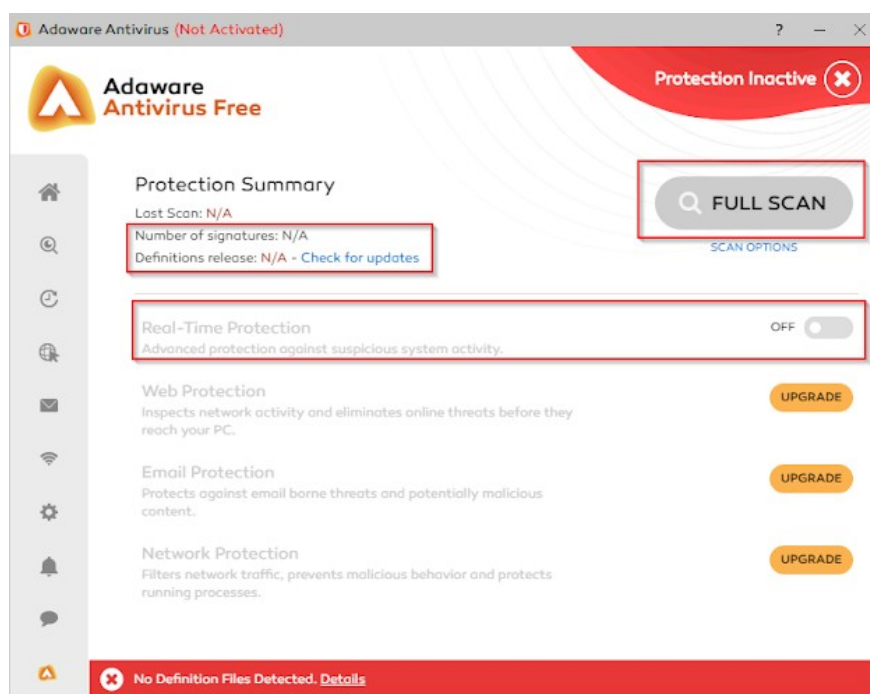 Adaware Antivirus (Not Activated)
?
Adaware
Antivirus Free
Protection Inactive
Protection Summary
Last Scan: N/A
Number of signatures: N/A
Definitions release: N/A - Check for updates
FULL SCAN
SCAN OPTIONS
Real-Time Protection
Advanced protection against suspicious system activity.
OFF
Web Protection
Inspects network activity and eliminates online threats before they
reach your PC.
UPGRADE
Email Protection
Protects against email borne threats and potentially malicious
content.
UPGRADE
Network Protection
Filters network traffic, prevents malicious behavior and protects
running processes.
UPGRADE
No Definition Files Detected. Details